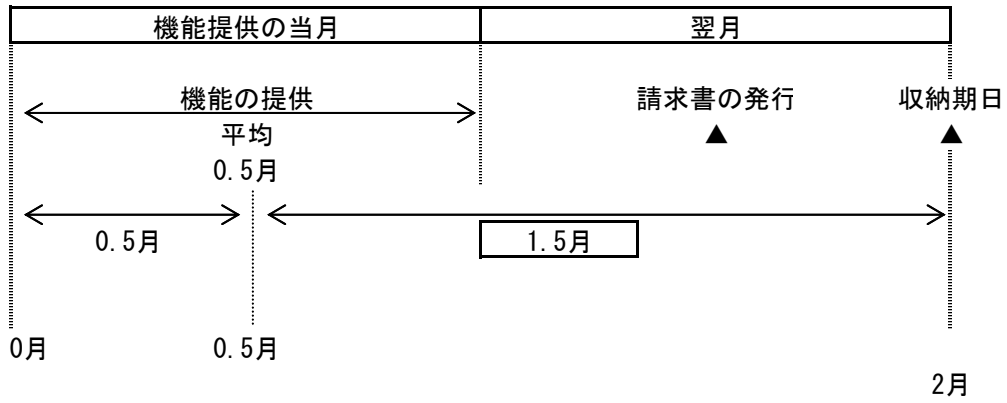 機能提供の当月 翌月
機能の提供 請求書の発行 収納期日
平均 ▲ ▲
0.5月
0.5月 1.5月
0月 0.5月
2月